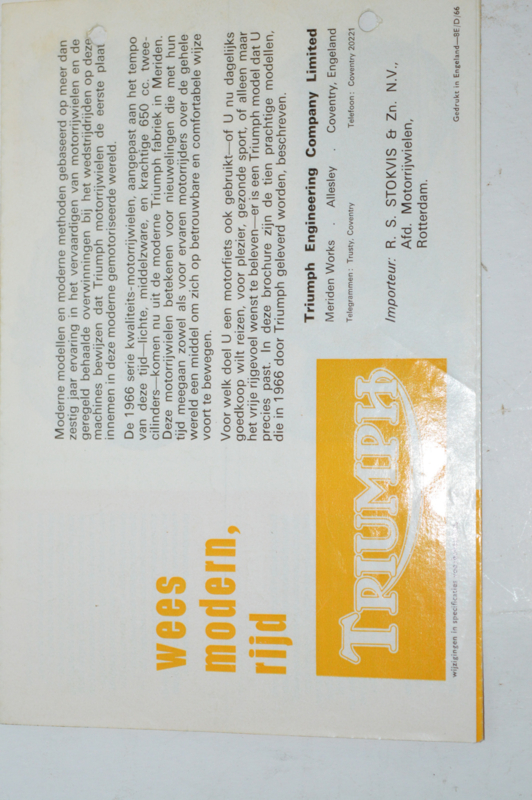 wees
modern,
rijd
TRIUMPH
Moderne modellen en moderne methoden gebaseerd op meer dan
zestig jaar ervaring in het vervaardigen van motorrijwielen en de
geregeld behaalde overwinningen bij het wedstrijdrijden op deze
machines bewijzen dat Triumph motorrijwielen de eerste plaat
innemen in deze moderne gemotoriseerde wereld.
De 1966 serie kwaliteits-motorrijwielen, aangepast aan het tempo
van deze tijd—lichte, middelzware, en krachtige 650 cc. twee-
cilinders—komen nu uit de moderne Triumph fabriek in Meriden.
Deze motorrijwielen betekenen voor nieuwelingen die met hun
tijd meegaan zowel als voor ervaren motorrijders over de gehele
wereld een middel om zich op betrouwbare en comfortabele wijze
voort te bewegen.
Voor welk doel U een motorfiets ook gebruikt—of U nu dagelijks
goedkoop wilt reizen, voor plezier, gezonde sport, of alleen maar
het vrije rijgevoel wenst te beleven—er is een Triumph model dat U
precies past. In deze brochure zijn de tien prachtige modellen,
die in 1966 door Triumph geleverd worden, beschreven.
Triumph Engineering Company Limited
Meriden Works · Allesley · Coventry, Engeland
Telegrammen: Trusty, Coventry Telefoon: Coventry 20221
Importeur: R. S. STOKVIS & Zn. N.V.,
Afd. Motorrijwielen,
Rotterdam.
wijzigingen in specificaties
Gedrukt in Engeland—BE/D/66